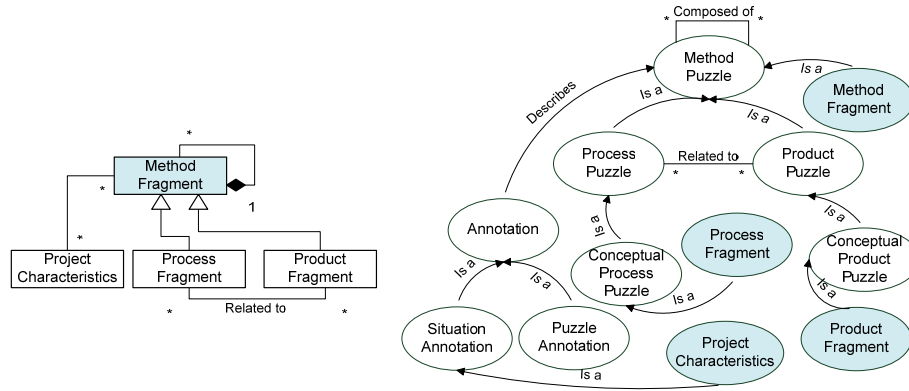 *
Method
Fragment
*
1
*
Project
Characteristics
Process
Fragment
Product
Fragment
* Related to *
* Composed of *
Method
Puzzle
Is a
Method
Fragment
Describes
Is a
Is a
Process
Puzzle
Related to
* *
Product
Puzzle
Annotation
Is a
Process
Fragment
Is a
Conceptual
Process
Puzzle
Conceptual
Product
Puzzle
Is a
Is a
Is a
Is a
Situation
Annotation
Puzzle
Annotation
Project
Characteristics
Product
Fragment
Is a